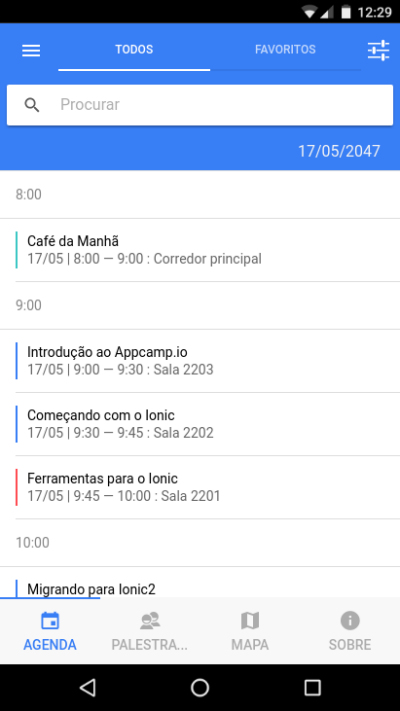 12:29
TODOS
FAVORITOS
Procurar
17/05/2047
8:00
Café da Manhã
17/05 | 8:00 — 9:00 : Corredor principal
9:00
Introdução ao Appcamp.io
17/05 | 9:00 — 9:30 : Sala 2203
Começando com o Ionic
17/05 | 9:30 — 9:45 : Sala 2202
Ferramentas para o Ionic
17/05 | 9:45 — 10:00 : Sala 2201
10:00
Migrando para Ionic2
AGENDA
PALESTRA...
MAPA
SOBRE